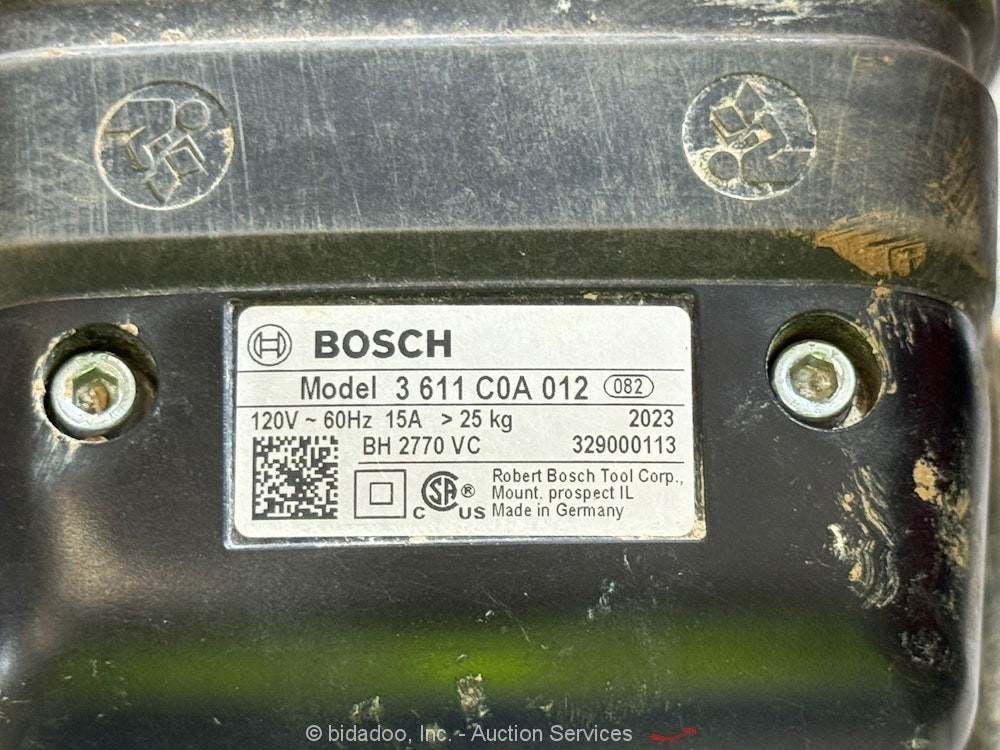 BOSCH
Model 3 611 C0A 012 082
120V ~ 60Hz 15A > 25 kg 2023
BH 2770 VC 329000113
Robert Bosch Tool Corp.,
Mount. prospect IL
C SA ® C US Made in Germany
© bidadoo, Inc. - Auction Services